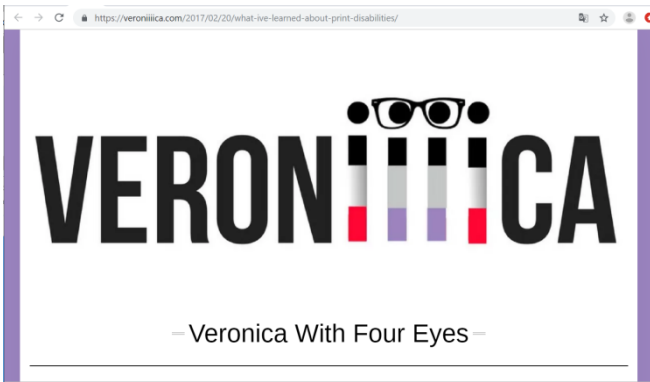 https://veroniiiica.com/2017/02/20/what-ive-learned-about-print-disabilities/
VERONiiiiCA
Veronica With Four Eyes